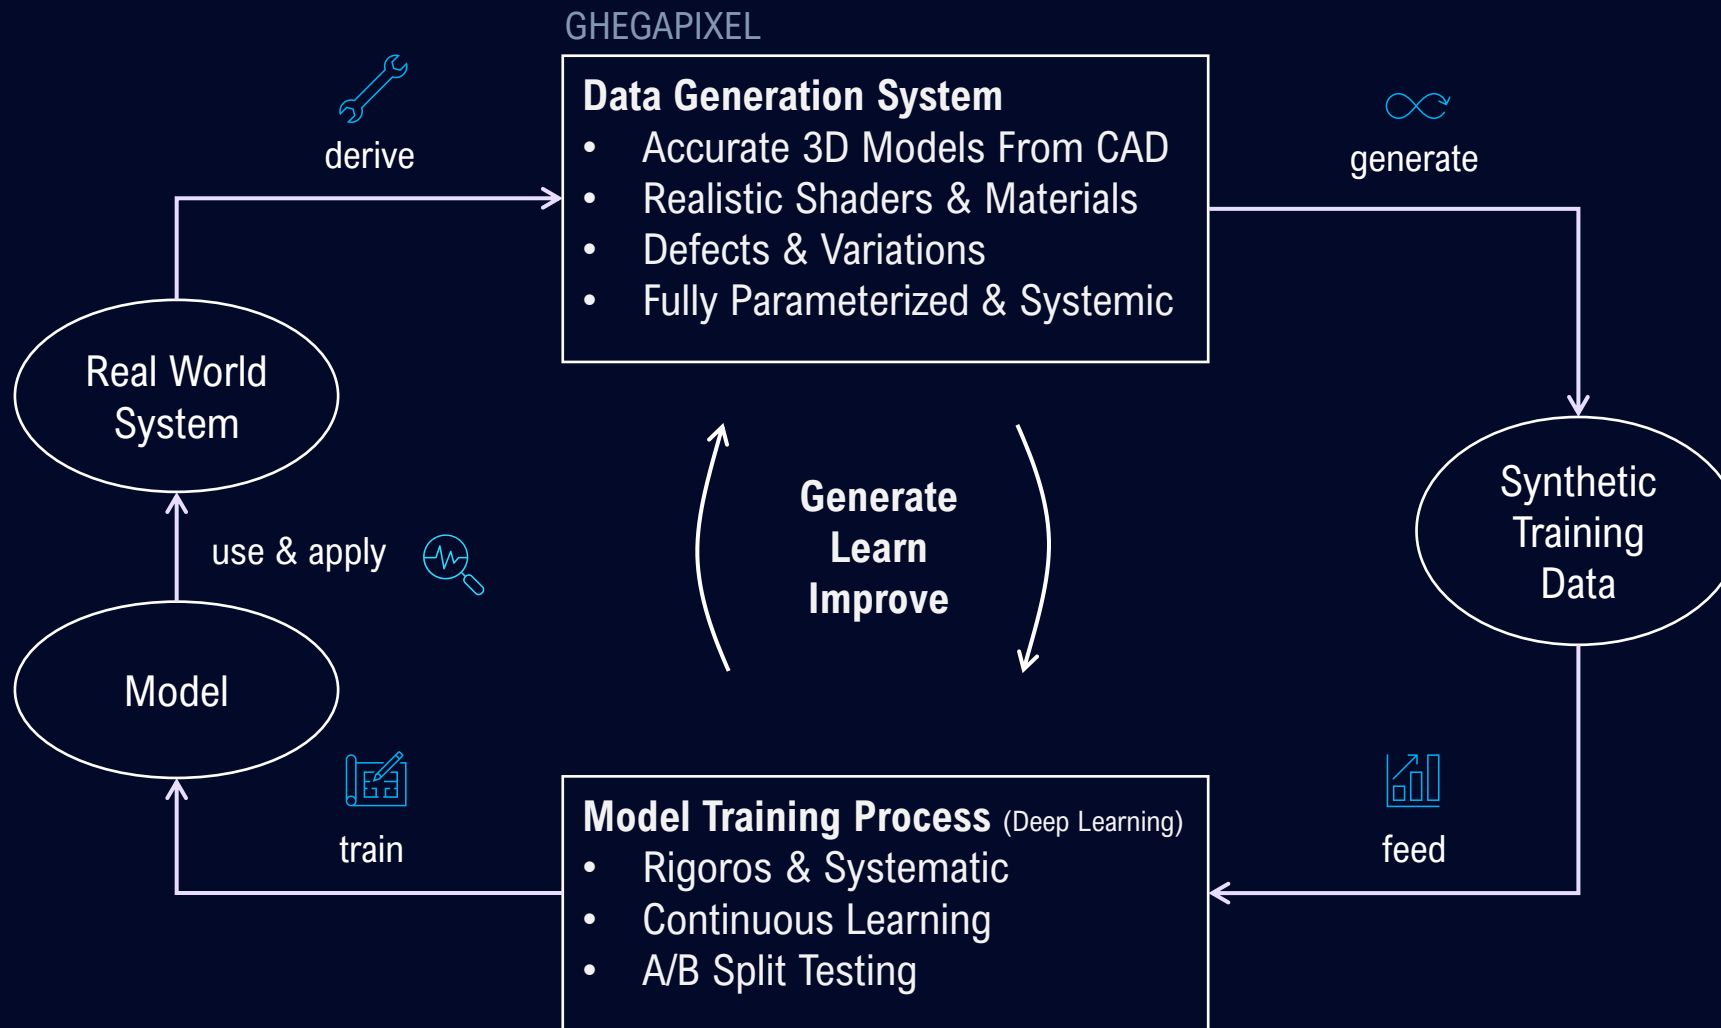 GHEGAPIXEL
Data Generation System
• Accurate 3D Models From CAD
• Realistic Shaders & Materials
• Defects & Variations
• Fully Parameterized & Systemic
derive
generate
Real World
System
Synthetic
Training
Data
Generate
Learn
Improve
use & apply
Model
train
feed
Model Training Process (Deep Learning)
• Rigoros & Systematic
• Continuous Learning
• A/B Split Testing